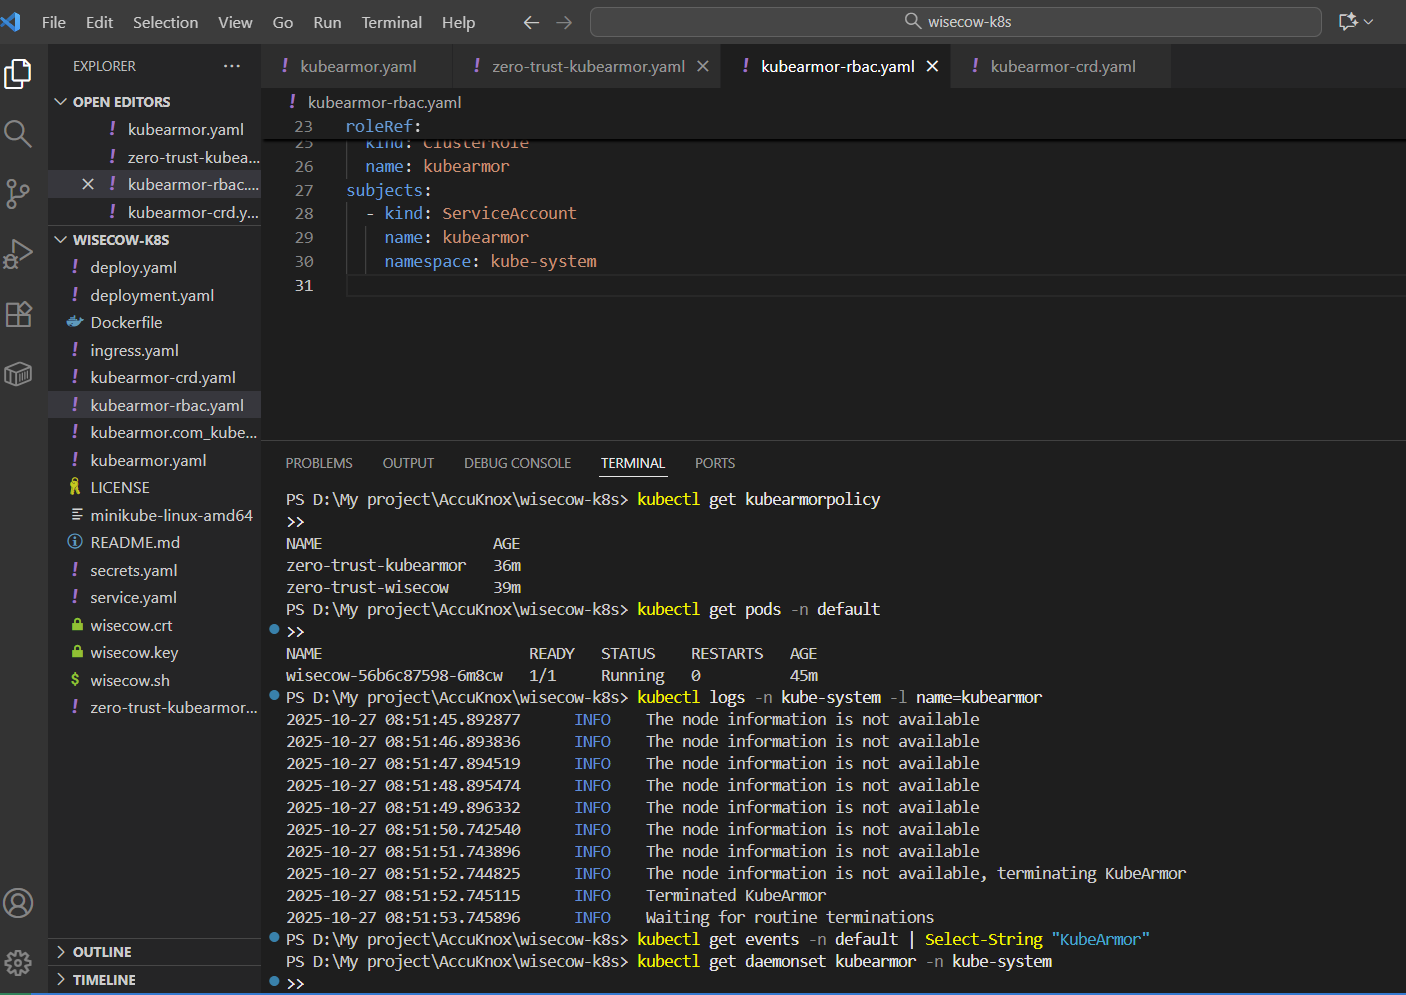 File Edit Selection View Go Run Terminal Help
wisecow-k8s
EXPLORER
OPEN EDITORS
kubearmor.yaml
zero-trust-kubea...
kubearmor-rbac....
kubearmor-crd.y...
WISECOW-K8S
deploy.yaml
deployment.yaml
Dockerfile
ingress.yaml
kubearmor-crd.yaml
kubearmor-rbac.yaml
kubearmor.com_kube...
kubearmor.yaml
LICENSE
minikube-linux-amd64
README.md
secrets.yaml
service.yaml
wisecow.crt
wisecow.key
wisecow.sh
zero-trust-kubearmor...
OUTLINE
TIMELINE
kubearmor.yaml zero-trust-kubearmor.yaml kubearmor-rbac.yaml kubearmor-crd.yaml
kubearmor-rbac.yaml
23 roleRef:
25 kind: ClusterRole
26 name: kubearmor
27 subjects:
28 - kind: ServiceAccount
29 name: kubearmor
30 namespace: kube-system
31
PROBLEMS OUTPUT DEBUG CONSOLE TERMINAL PORTS
PS D:\My project\AccuKnox\wisecow-k8s> kubectl get kubearmorpolicy
>>
NAME AGE
zero-trust-kubearmor 36m
zero-trust-wisecow 39m
PS D:\My project\AccuKnox\wisecow-k8s> kubectl get pods -n default
>>
NAME READY STATUS RESTARTS AGE
wisecow-56b6c87598-6m8cw 1/1 Running 0 45m
PS D:\My project\AccuKnox\wisecow-k8s> kubectl logs -n kube-system -l name=kubearmor
2025-10-27 08:51:45.892877 INFO The node information is not available
2025-10-27 08:51:46.893836 INFO The node information is not available
2025-10-27 08:51:47.894519 INFO The node information is not available
2025-10-27 08:51:48.895474 INFO The node information is not available
2025-10-27 08:51:49.896332 INFO The node information is not available
2025-10-27 08:51:50.742540 INFO The node information is not available
2025-10-27 08:51:51.743896 INFO The node information is not available
2025-10-27 08:51:52.744825 INFO The node information is not available, terminating KubeArmor
2025-10-27 08:51:52.745115 INFO Terminated KubeArmor
2025-10-27 08:51:53.745896 INFO Waiting for routine terminations
PS D:\My project\AccuKnox\wisecow-k8s> kubectl get events -n default | Select-String "KubeArmor"
PS D:\My project\AccuKnox\wisecow-k8s> kubectl get daemonset kubearmor -n kube-system
>>